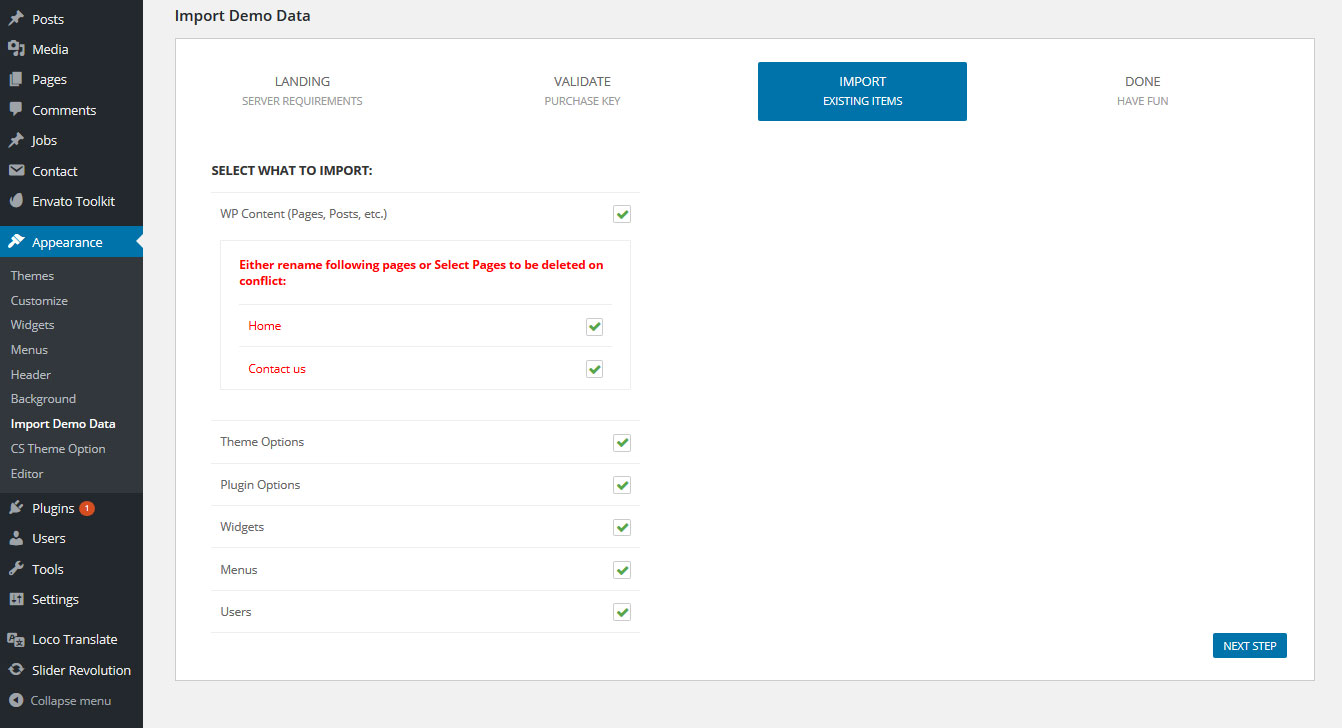 Posts
Media
Pages
Comments
Jobs
Contact
Envato Toolkit
Appearance
Themes
Customize
Widgets
Menus
Header
Background
Import Demo Data
CS Theme Option
Editor
Plugins 1
Users
Tools
Settings
Loco Translate
Slider Revolution
Collapse menu
Import Demo Data
LANDING
SERVER REQUIREMENTS
VALIDATE
PURCHASE KEY
IMPORT
EXISTING ITEMS
DONE
HAVE FUN
SELECT WHAT TO IMPORT:
WP Content (Pages, Posts, etc.)
Either rename following pages or Select Pages to be deleted on
conflict:
Home
Contact us
Theme Options
Plugin Options
Widgets
Menus
Users
NEXT STEP